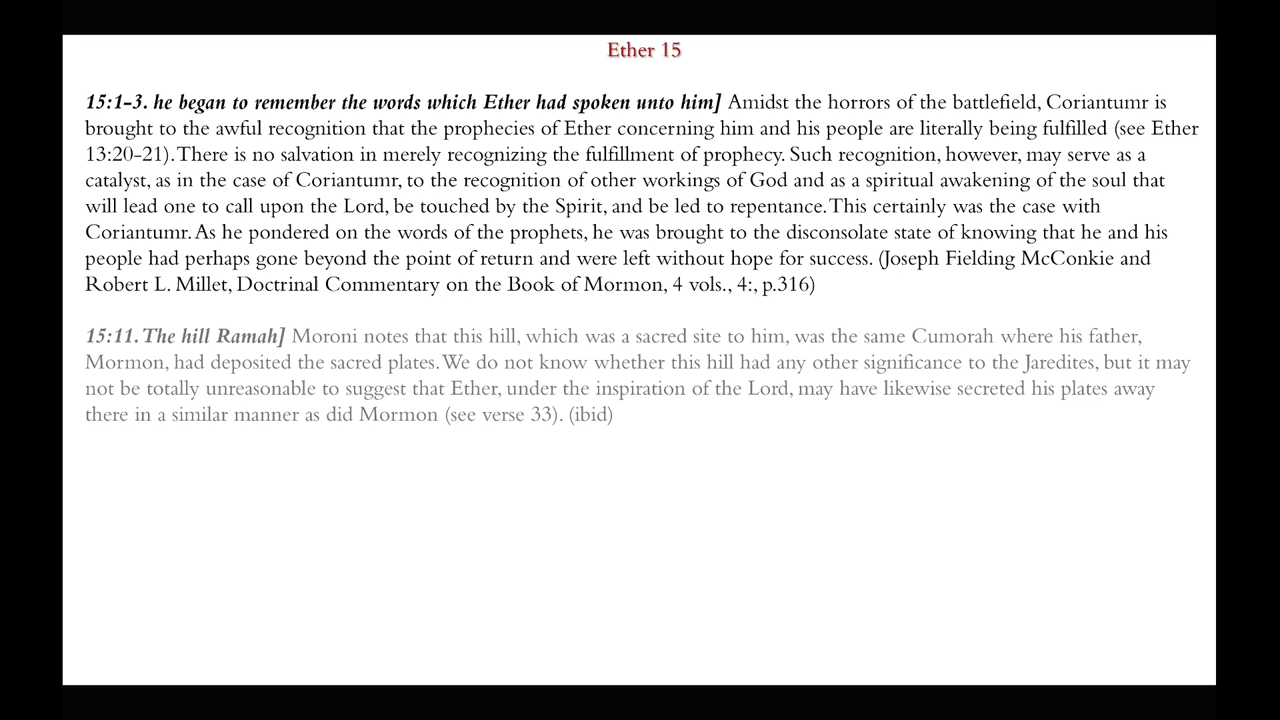 Ether 15
15:1-3. he began to remember the words which Ether had spoken unto him] Amidst the horrors of the battlefield, Coriantumr is
brought to the awful recognition that the prophecies of Ether concerning him and his people are literally being fulfilled (see Ether
13:20-21). There is no salvation in merely recognizing the fulfillment of prophecy. Such recognition, however, may serve as a
catalyst, as in the case of Coriantumr, to the recognition of other workings of God and as a spiritual awakening of the soul that
will lead one to call upon the Lord, be touched by the Spirit, and be led to repentance. This certainly was the case with
Coriantumr. As he pondered on the words of the prophets, he was brought to the disconsolate state of knowing that he and his
people had perhaps gone beyond the point of return and were left without hope for success. (Joseph Fielding McConkie and
Robert L. Millet, Doctrinal Commentary on the Book of Mormon, 4 vols., 4:, p.316)
15:11. The hill Ramah] Moroni notes that this hill, which was a sacred site to him, was the same Cumorah where his father,
Mormon, had deposited the sacred plates. We do not know whether this hill had any other significance to the Jaredites, but it may
not be totally unreasonable to suggest that Ether, under the inspiration of the Lord, may have likewise secreted his plates away
there in a similar manner as did Mormon (see verse 33). (ibid)